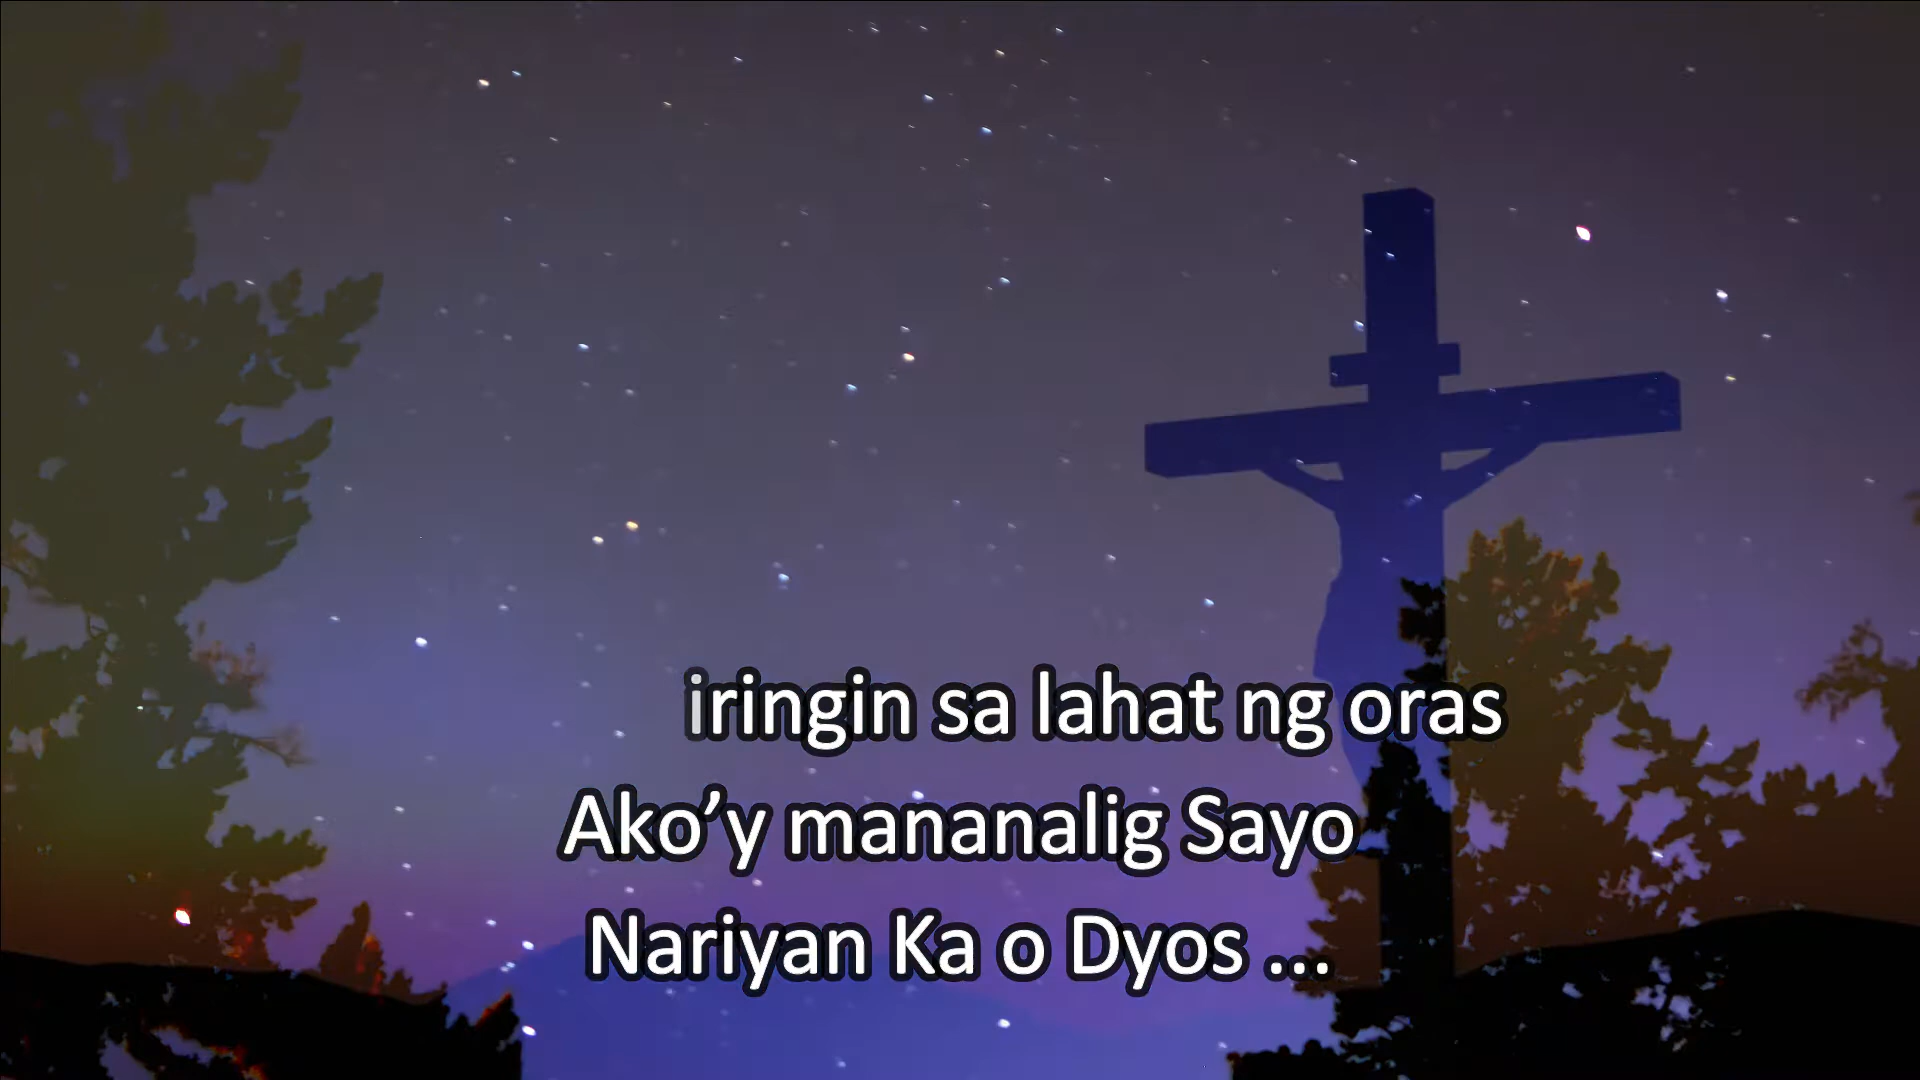 iringin sa lahat ng oras
Ako’y mananalig Sayo
Nariyan Ka o Dyos ...